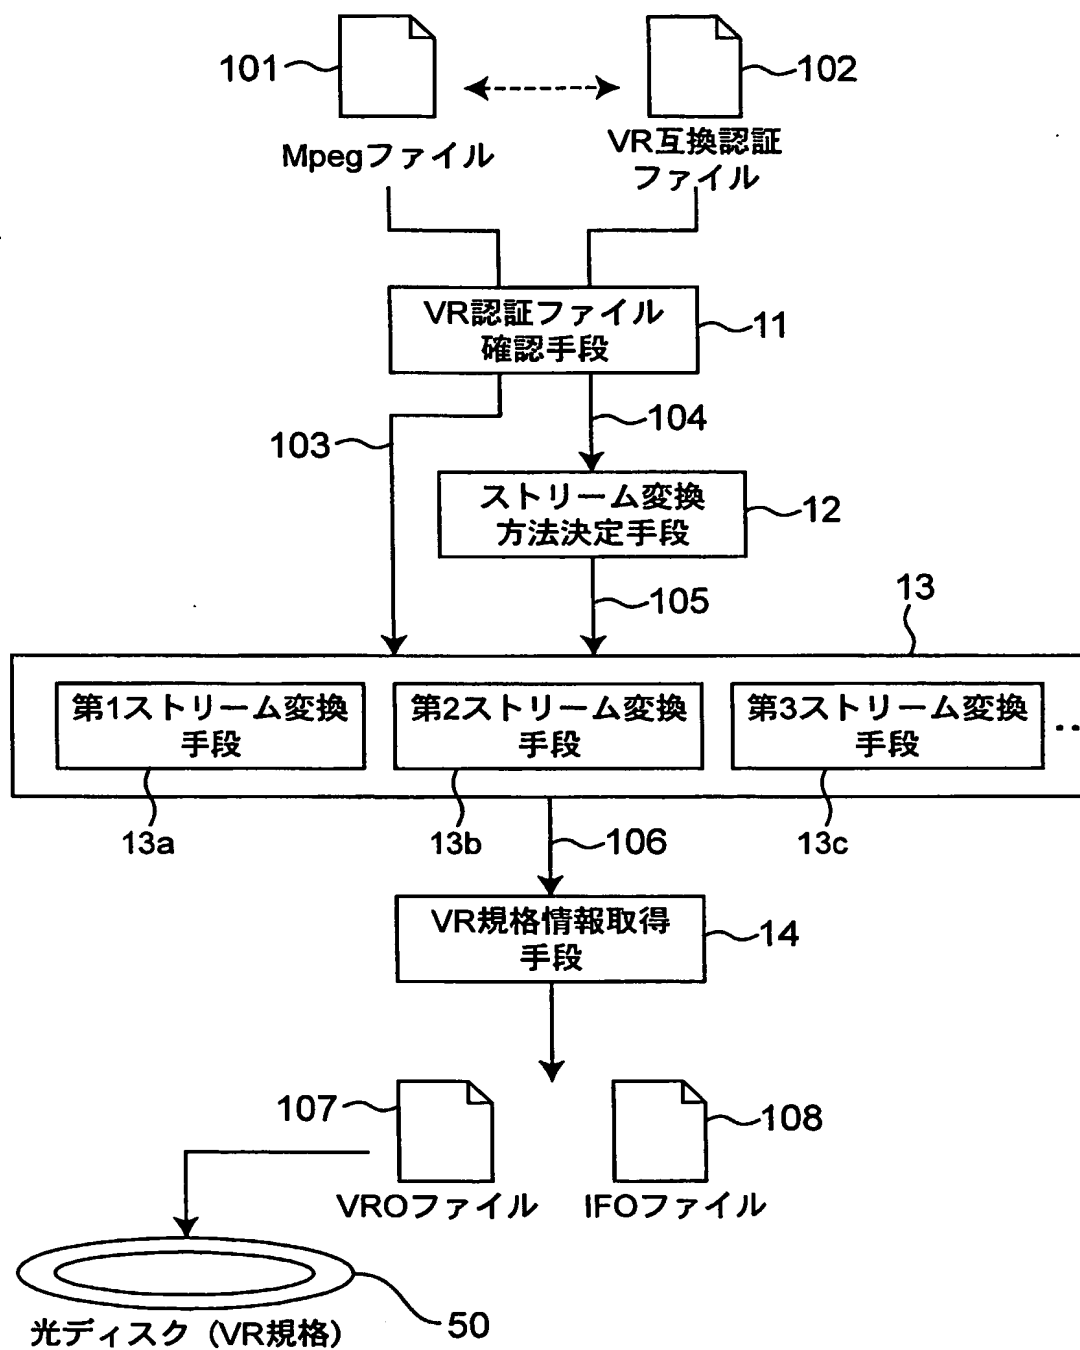 101
102
Mpegファイル
VR互換認証
ファイル
VR認証ファイル
確認手段
11
103
104
ストリーム変換
方法決定手段
12
105
13
第1ストリーム変換
手段
第2ストリーム変換
手段
第3ストリーム変換
手段
13a
13b
13c
106
VR規格情報取得
手段
14
107
108
VROファイル
IFOファイル
50
光ディスク (VR規格)